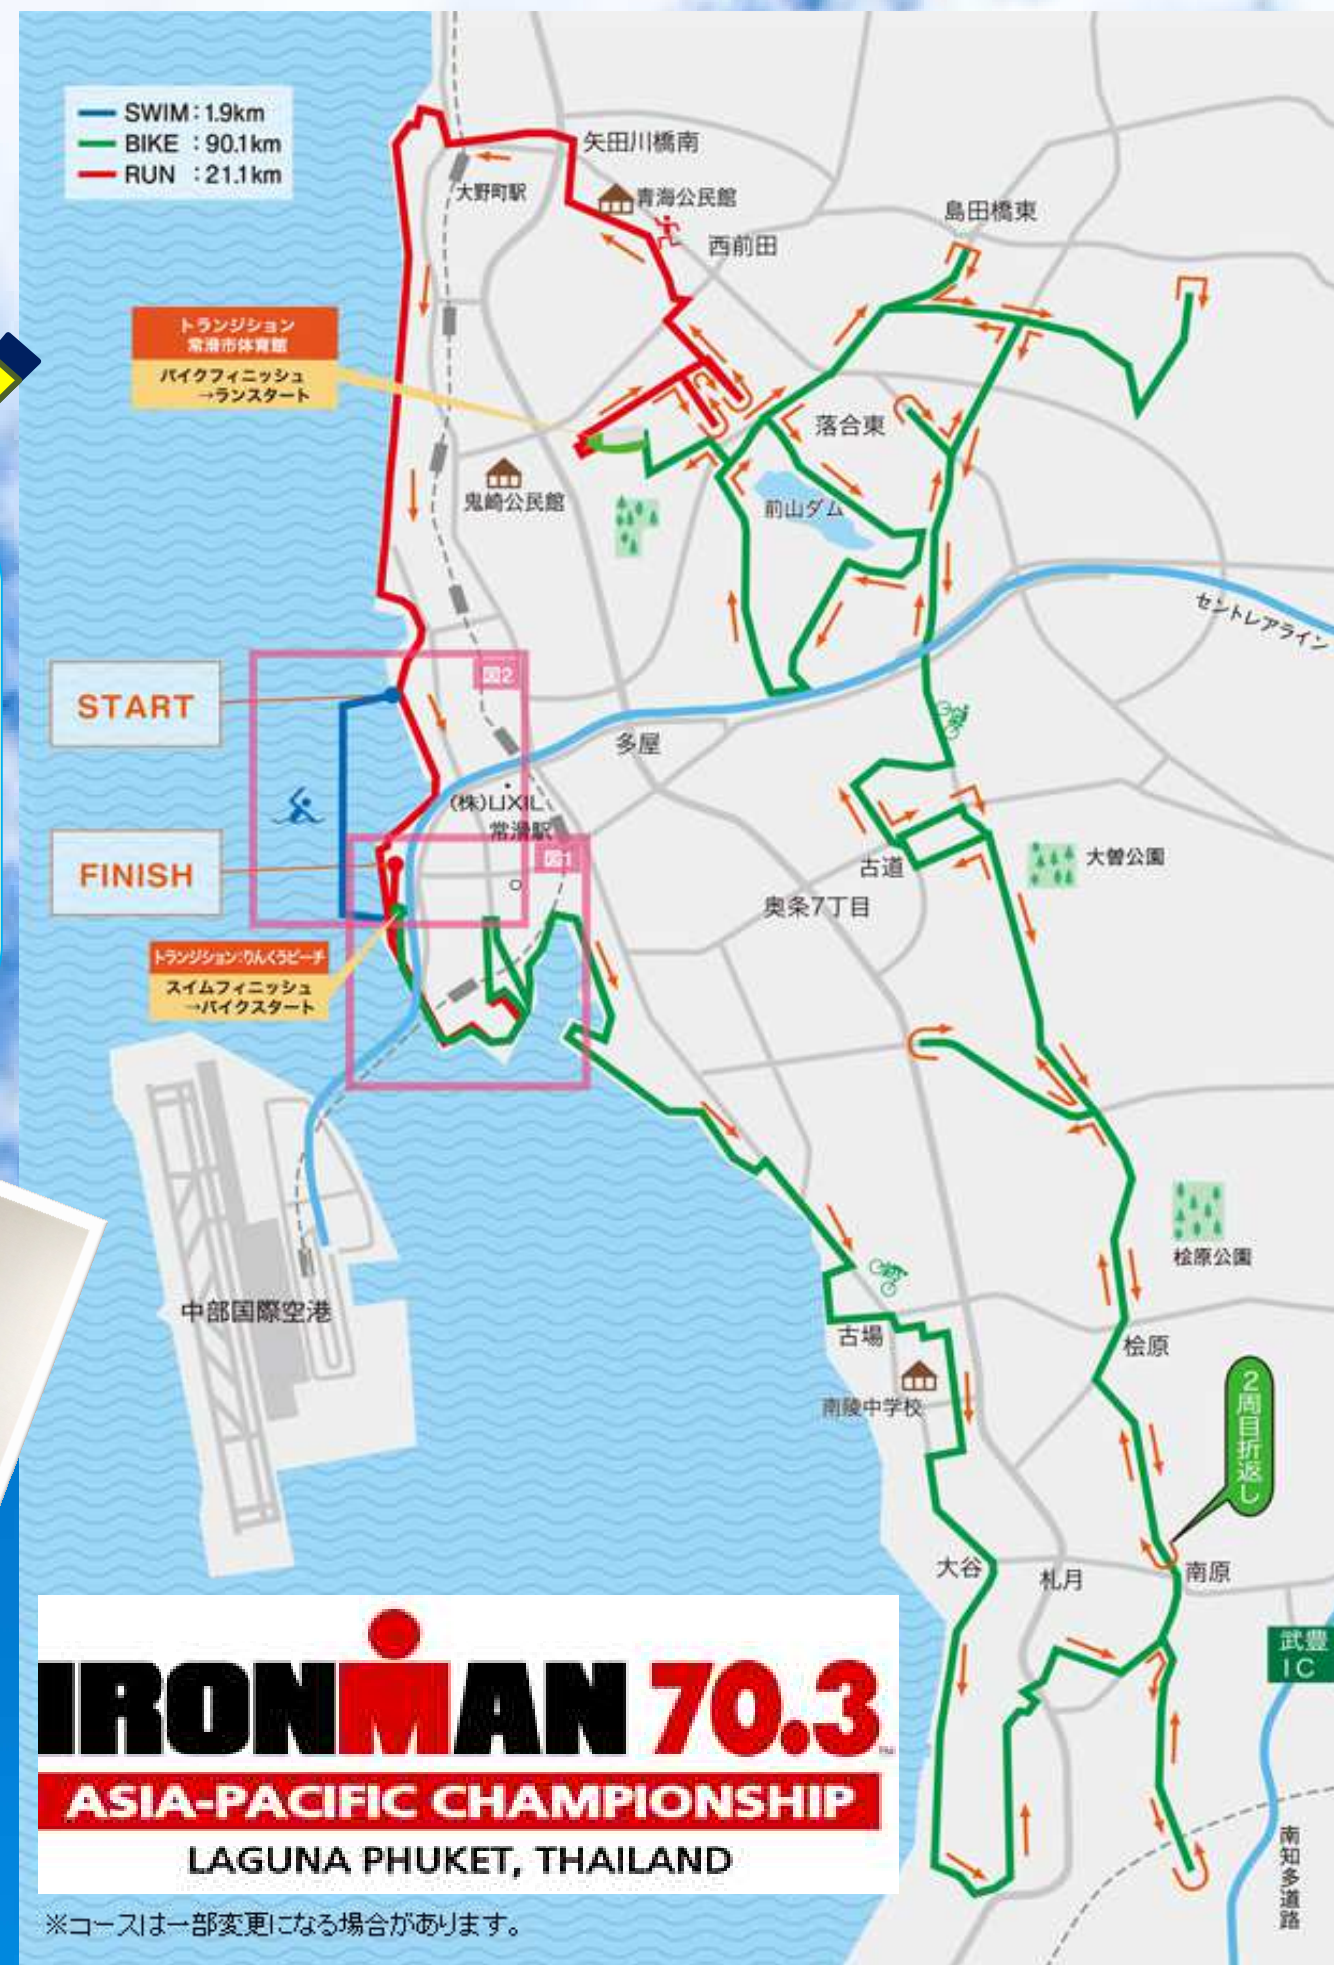 SWIM：1.9km
BIKE ：90.1km
RUN ：21.1km
矢田川橋南
大野町駅
青海公民館
西前田
島田橋東
トランジション
常滑市体育館
バイクフィニッシュ
→ランスタート
落合東
鬼崎公民館
前山ダム
セントレアライン
START
図2
多屋
(株)LIXIL
常滑駅
図1
FINISH
古道
大曽公園
奥条7丁目
トランジション:りんくうビーチ
スイムフィニッシュ
→バイクスタート
桧原公園
中部国際空港
古場
桧原
2周目折返し
南陵中学校
大谷
札月
南原
武豊
IC
IRONMAN 70.3
ASIA-PACIFIC CHAMPIONSHIP
LAGUNA PHUKET, THAILAND
南知多道路
※コースは一部変更になる場合があります。